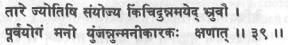 तारे ज्योतिषि संयोज्य किंचिदुन्नमयेद् भ्रुवौ ।
पूर्वयोगं मनो युंजन्नुन्मनीकारकः क्षणात् ॥ ३९ ॥